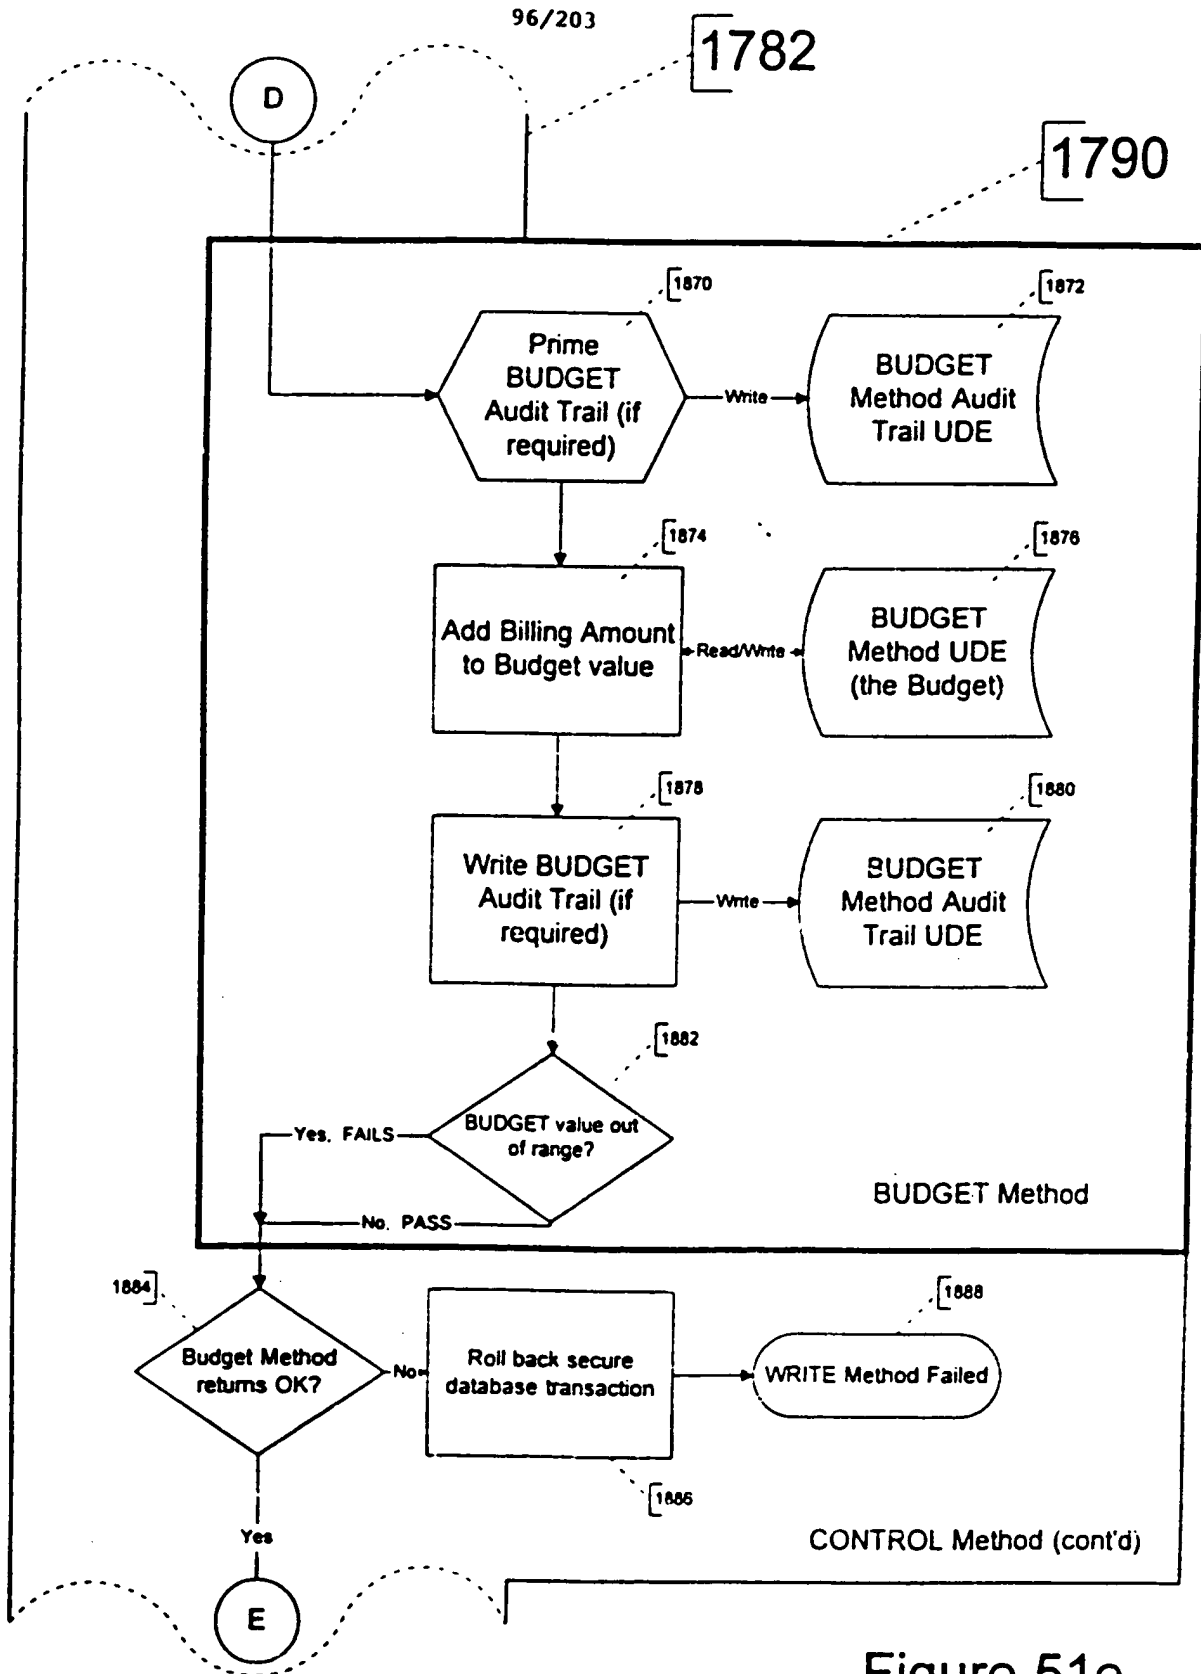 96/203
1782
D
1790
1870
1872
Prime
BUDGET
Audit Trail (if
required)
Write
BUDGET
Method Audit
Trail UDE
1874
1876
Add Billing Amount
to Budget value
Read/Write
BUDGET
Method UDE
(the Budget)
1878
1880
Write BUDGET
Audit Trail (if
required)
Write
BUDGET
Method Audit
Trail UDE
1882
BUDGET value out
of range?
Yes, FAILS
No, PASS
BUDGET Method
1884
1888
Budget Method
returns OK?
No
Roll back secure
database transaction
WRITE Method Failed
1886
Yes
CONTROL Method (cont'd)
E
Figure 51e